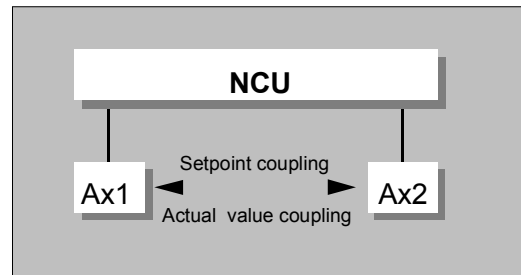 NCU
Setpoint coupling
Ax1
Ax2
Actual value coupling